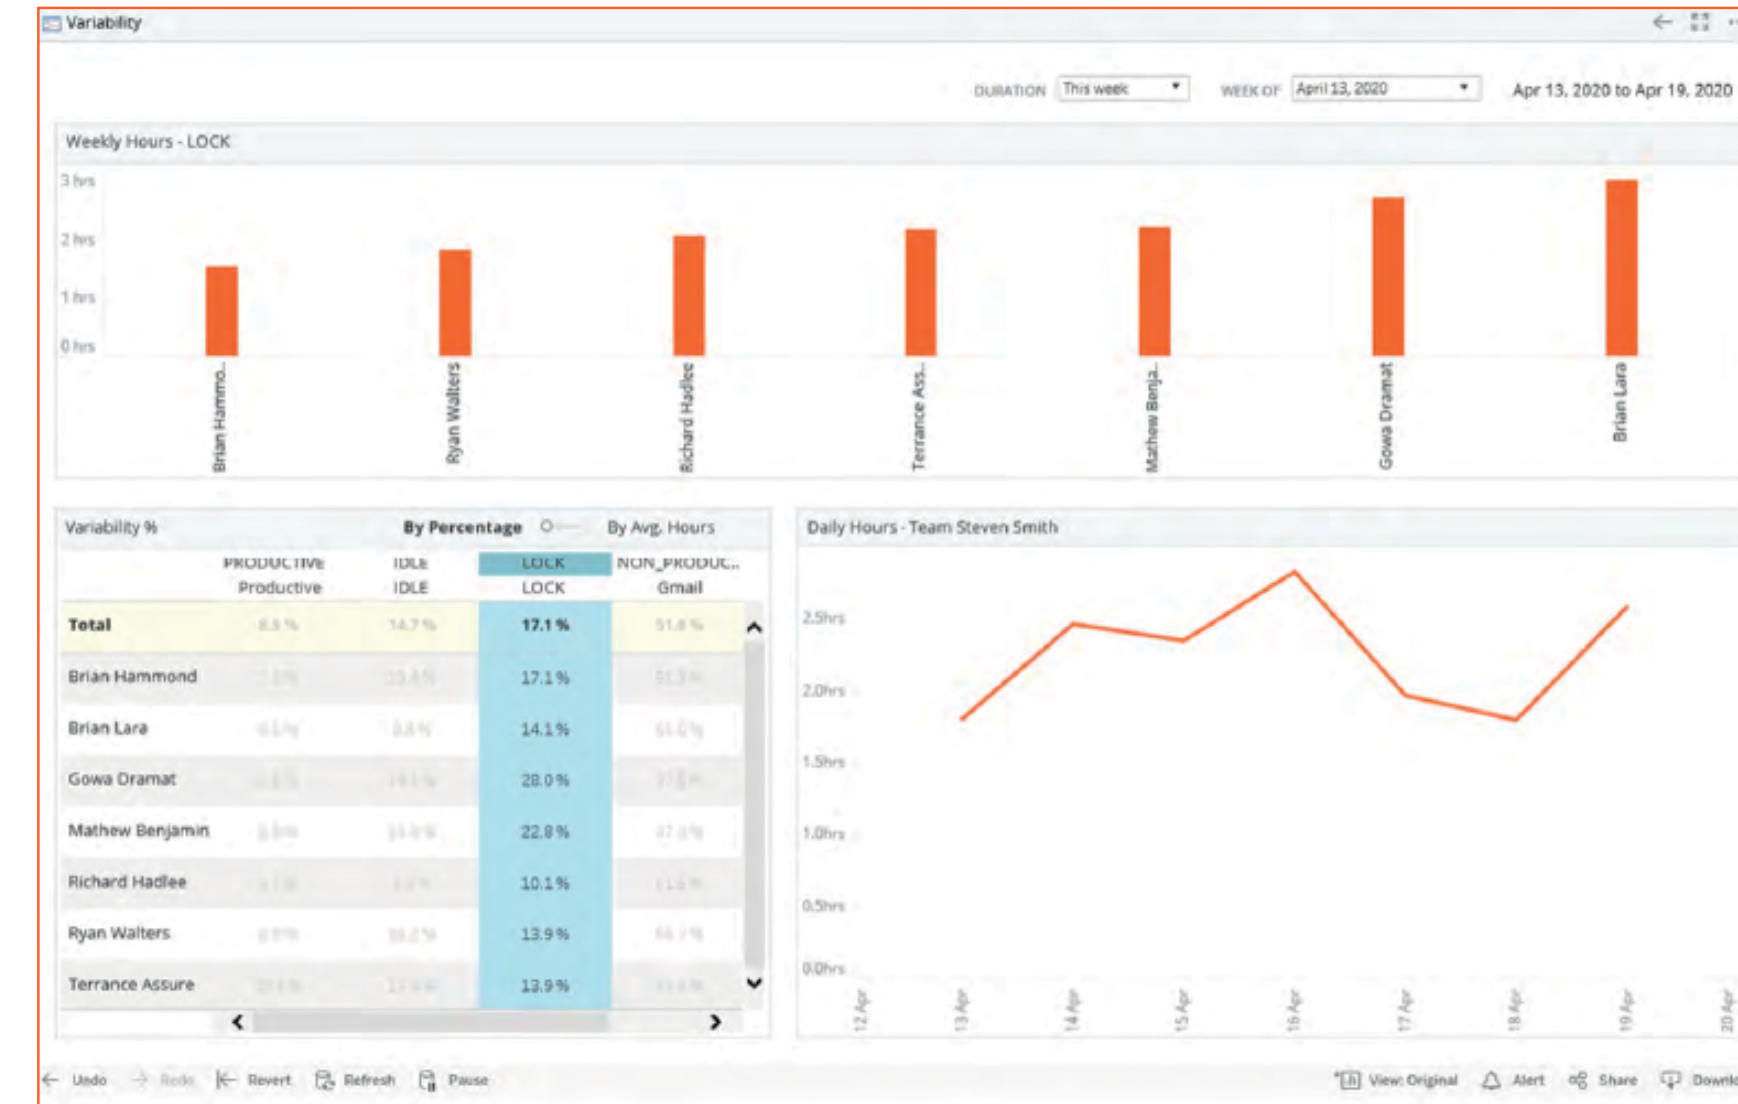 Variability
DURATION This week WEEK OF April 13, 2020 Apr 13, 2020 to Apr 19, 2020
Weekly Hours - LOCK
3 hrs
2 hrs
1 hrs
0 hrs
Brian Hammo..
Ryan Walters
Richard Hadlee
Terrance Ass..
Mathew Benja..
Gowa Dramat
Brian Lara
Variability % By Percentage By Avg. Hours
PRODUCTIVE IDLE LOCK NON_PRODUC...
Productive IDLE LOCK Gmail
Total 14.7 % 17.1 %
Brian Hammond 17.1 %
Brian Lara 14.1 %
Gowa Dramat 28.0 %
Mathew Benjamin 22.8 %
Richard Hadlee 10.1 %
Ryan Walters 13.9 %
Terrance Assure 13.9 %
Daily Hours - Team Steven Smith
2.5hrs
2.0hrs
1.5hrs
1.0hrs
0.5hrs
0.0hrs
12 Apr
13 Apr
14 Apr
15 Apr
16 Apr
17 Apr
18 Apr
19 Apr
20 Apr
Undo Redo Revert Refresh Pause
View: Original Alert Share Downlo